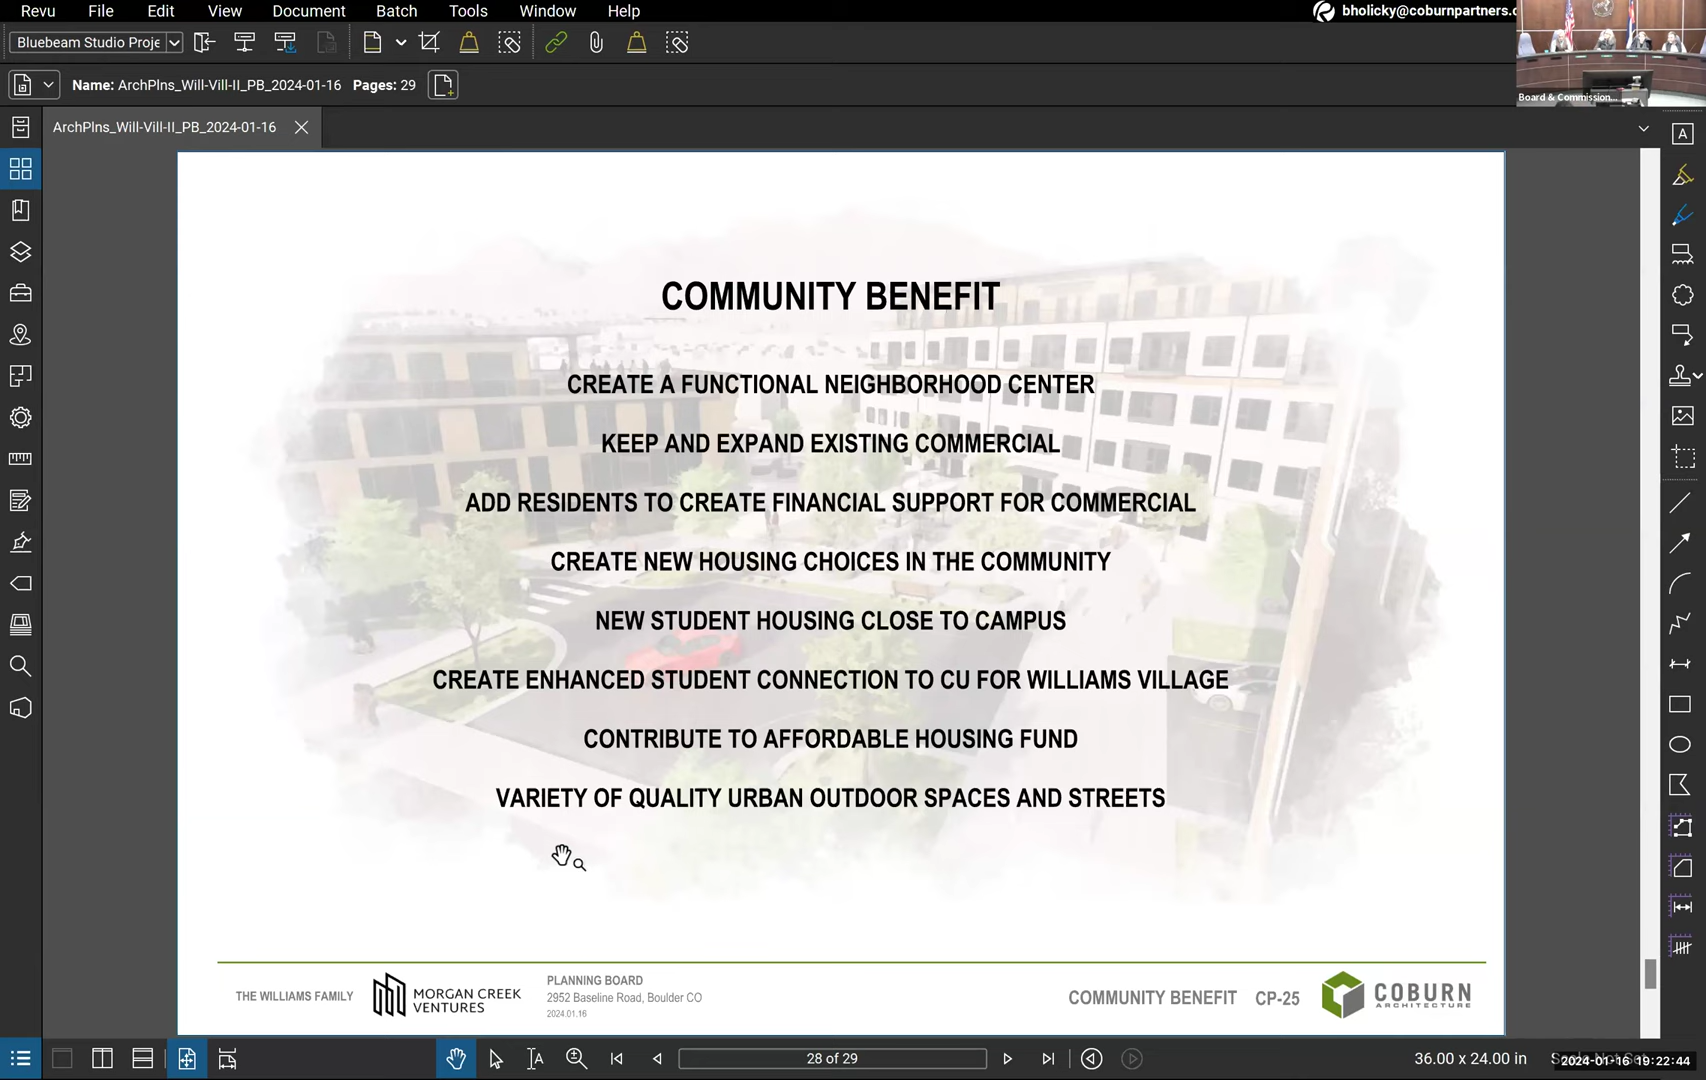 Revu File Edit View Document Batch Tools Window Help
bholicky@coburnpartners.c
Bluebeam Studio Proje
Board & Commission...
Name: ArchPlns_Will-Vill-II_PB_2024-01-16 Pages: 29
ArchPlns_Will-Vill-II_PB_2024-01-16
COMMUNITY BENEFIT
CREATE A FUNCTIONAL NEIGHBORHOOD CENTER
KEEP AND EXPAND EXISTING COMMERCIAL
ADD RESIDENTS TO CREATE FINANCIAL SUPPORT FOR COMMERCIAL
CREATE NEW HOUSING CHOICES IN THE COMMUNITY
NEW STUDENT HOUSING CLOSE TO CAMPUS
CREATE ENHANCED STUDENT CONNECTION TO CU FOR WILLIAMS VILLAGE
CONTRIBUTE TO AFFORDABLE HOUSING FUND
VARIETY OF QUALITY URBAN OUTDOOR SPACES AND STREETS
THE WILLIAMS FAMILY
MORGAN CREEK
VENTURES
PLANNING BOARD
2952 Baseline Road, Boulder CO
2024.01.16
COMMUNITY BENEFIT CP-25
COBURN
ARCHITECTURE
28 of 29
36.00 x 24.00 in
2024-01-16 19:22:44